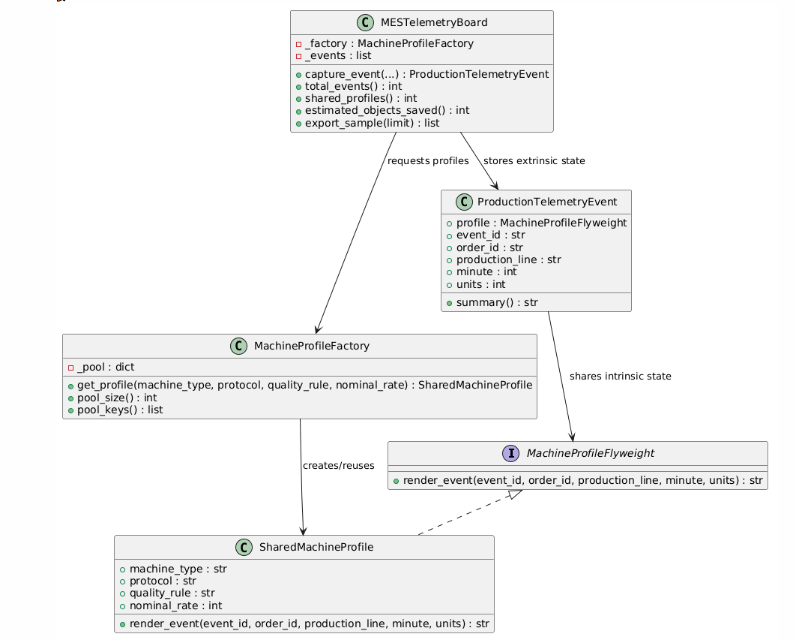 C MESTelemetryBoard
_factory : MachineProfileFactory
_events : list
capture_event(...) : ProductionTelemetryEvent
total_events() : int
shared_profiles() : int
estimated_objects_saved() : int
export_sample(limit) : list
requests profiles
stores extrinsic state
C ProductionTelemetryEvent
profile : MachineProfileFlyweight
event_id : str
order_id : str
production_line : str
minute : int
units : int
summary() : str
C MachineProfileFactory
_pool : dict
get_profile(machine_type, protocol, quality_rule, nominal_rate) : SharedMachineProfile
pool_size() : int
pool_keys() : list
shares intrinsic state
I MachineProfileFlyweight
render_event(event_id, order_id, production_line, minute, units) : str
creates/reuses
C SharedMachineProfile
machine_type : str
protocol : str
quality_rule : str
nominal_rate : int
render_event(event_id, order_id, production_line, minute, units) : str